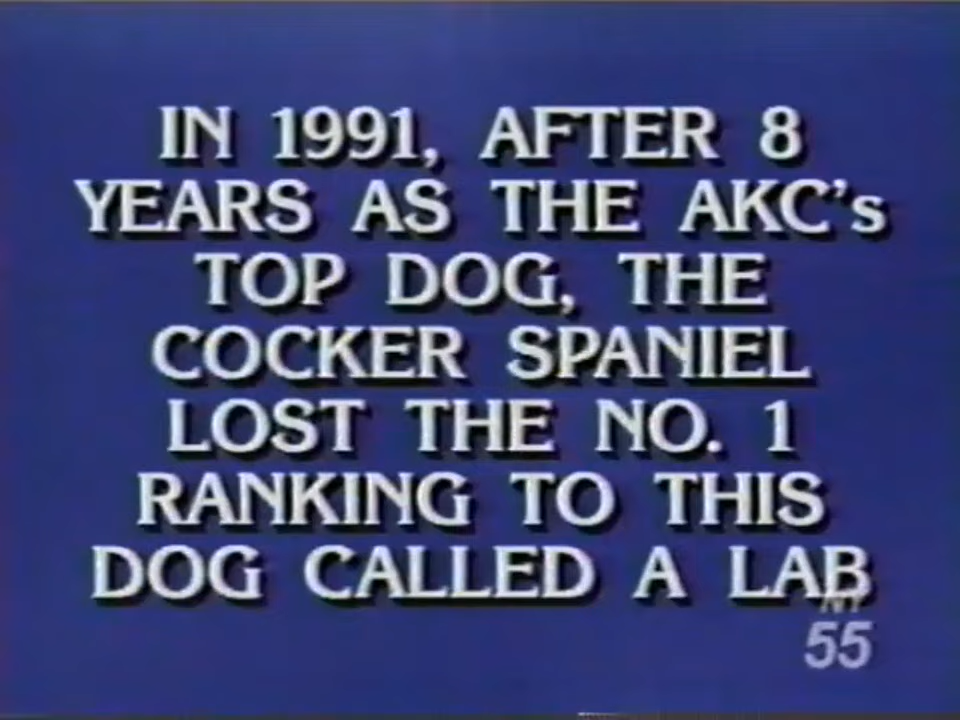 IN 1991, AFTER 8
YEARS AS THE AKC's
TOP DOG, THE
COCKER SPANIEL
LOST THE NO. 1
RANKING TO THIS
DOG CALLED A LAB
NY
55